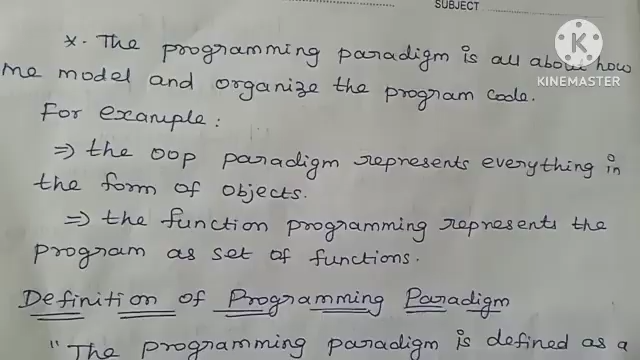 SUBJECT
K
KINEMASTER
*. The programming paradigm is all about how
me model and organize the program code.
For example:
⇒ the OOP paradigm represents everything in
the form of objects.
⇒ the function programming represents the
program as set of functions.
Definition of Programming Paradigm
" The programming paradigm is defined as a